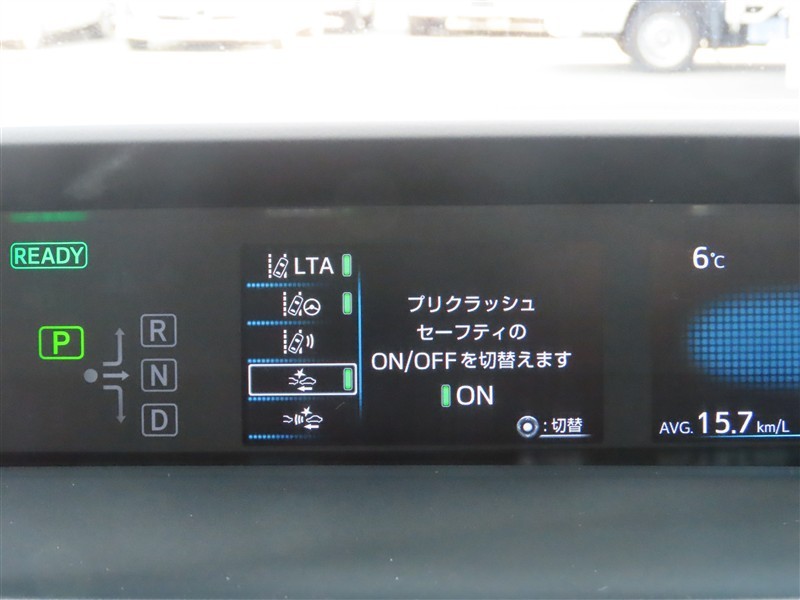 READY
P
R
N
D
LTA
プリクラッシュ
セーフティの
ON/OFFを切替えます
ON
:切替
6℃
AVG. 15.7 km/L